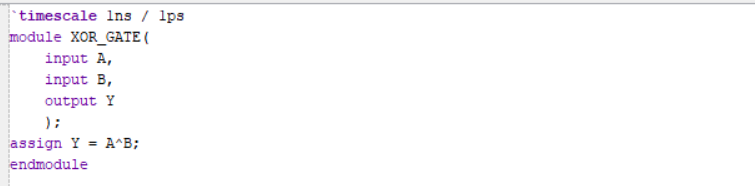 `timescale 1ns / 1ps
module XOR_GATE(
    input A,
    input B,
    output Y
    );
assign Y = A^B;
endmodule